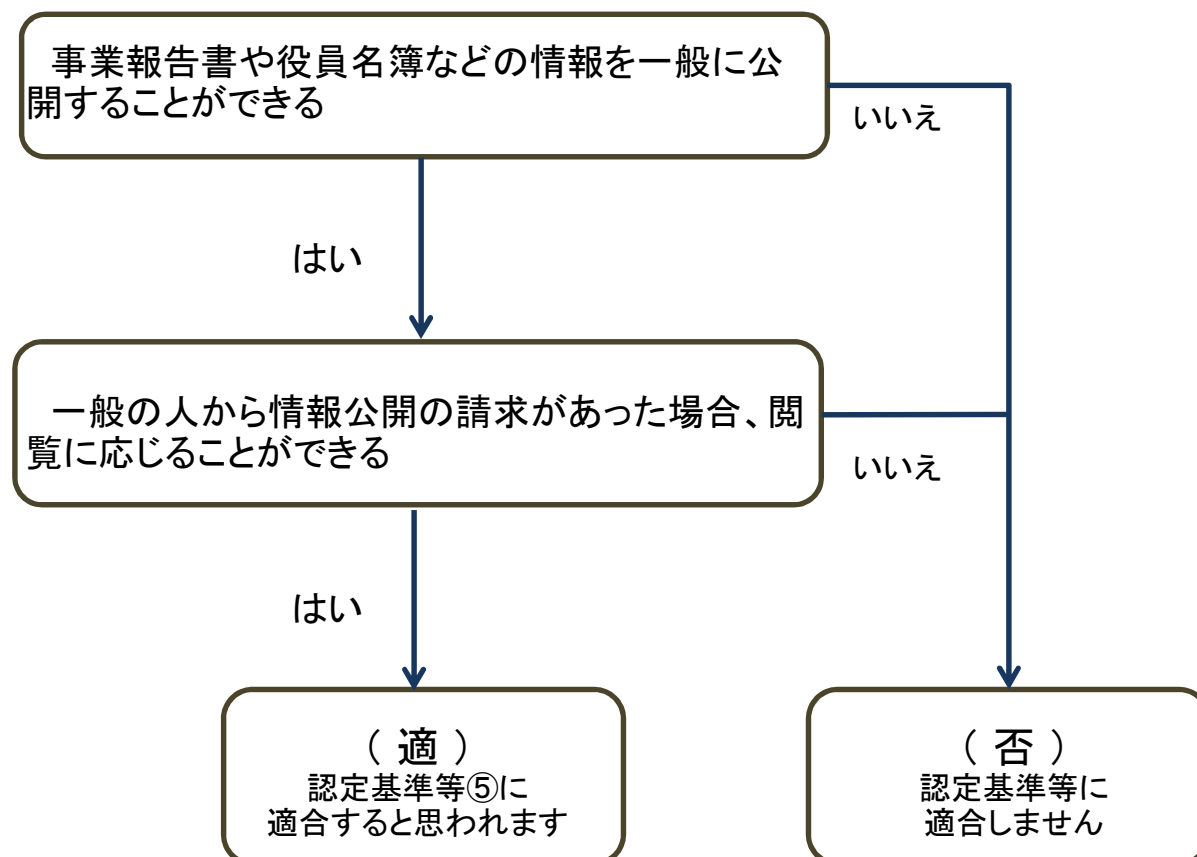 事業報告書や役員名簿などの情報を一般に公
開することができる
いいえ
はい
一般の人から情報公開の請求があった場合、閲
覧に応じることができる
いいえ
はい
（ 適 ）
認定基準等⑤に
適合すると思われます
（ 否 ）
認定基準等に
適合しません